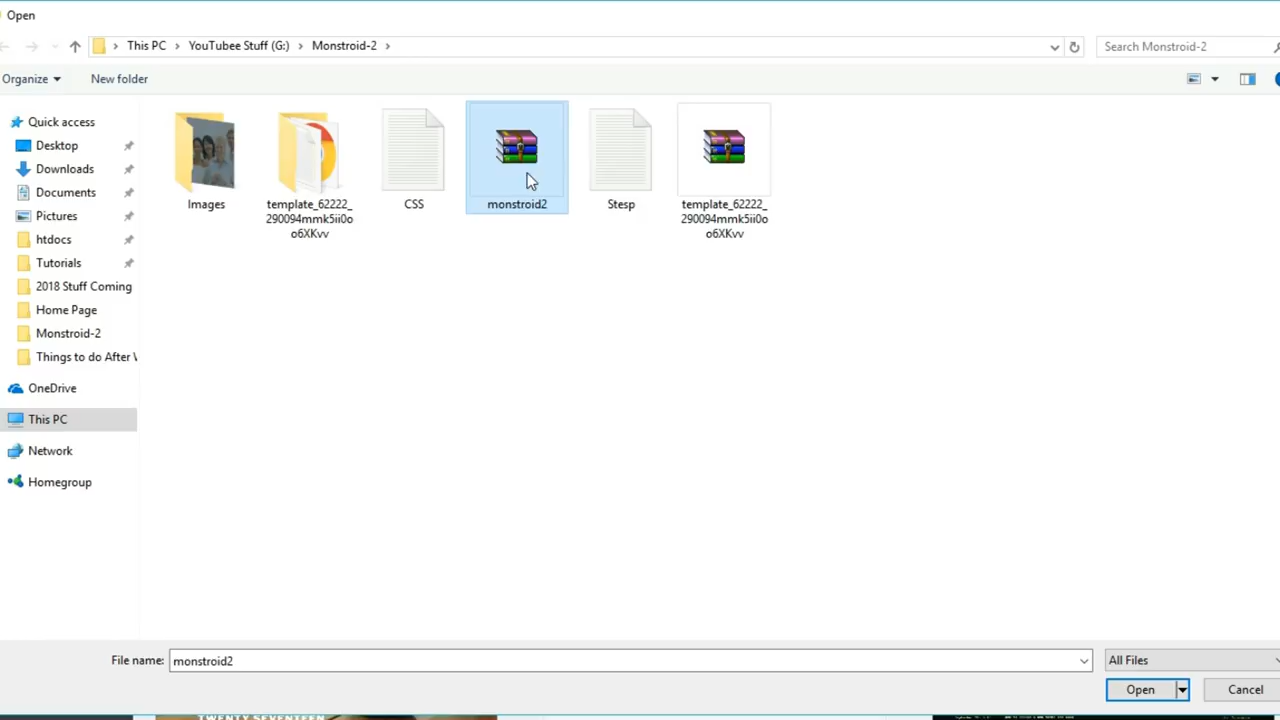 Open
This PC
YouTubee Stuff (G:)
Monstroid-2
Search Monstroid-2
Organize
New folder
Quick access
Desktop
Downloads
Documents
Pictures
htdocs
Tutorials
2018 Stuff Coming
Home Page
Monstroid-2
Things to do After W
OneDrive
This PC
Network
Homegroup
Images
template_62222_
290094mmk5ii0o
o6XKvv
CSS
monstroid2
Stesp
template_62222_
290094mmk5ii0o
o6XKvv
File name:
monstroid2
All Files
Open
Cancel
TWENTY SEVENTEEN